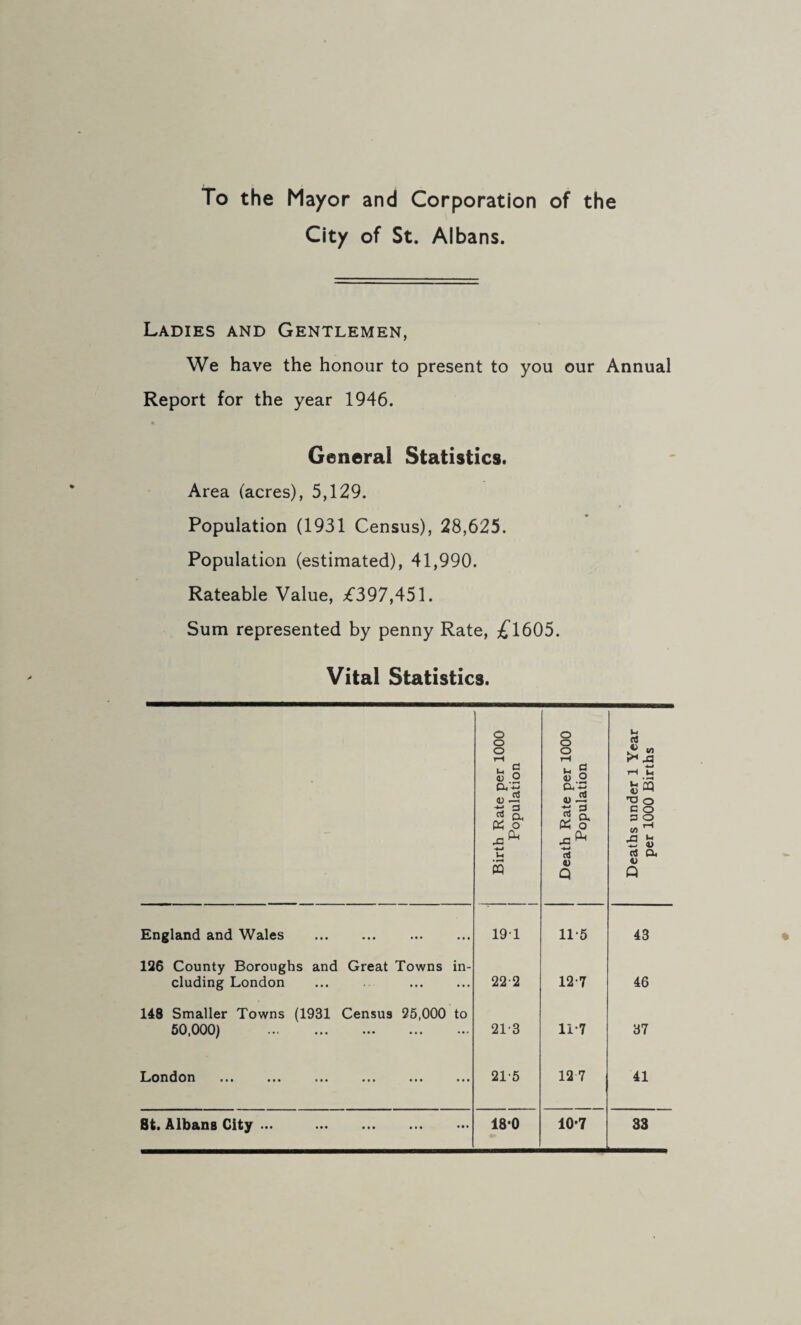 To the Mayor and Corporation of the
City of St. Albans.
Ladies and Gentlemen,
We have the honour to present to you our Annual
Report for the year 1946.
General Statistics.
Area (acres), 5,129.
Population (1931 Census), 28,625.
Population (estimated), 41,990.
Rateable Value, £397,451.
Sum represented by penny Rate, £1605.
Vital Statistics.
Birth Rate per 1000
Population
Death Rate per 1000
Population
Deaths under 1 Year
per 1000 Births
England and Wales ... ... ... ... 19·1 11·5 43
126 County Boroughs and Great Towns in-
cluding London ... ... ... 22·2 12·7 46
148 Smaller Towns (1931 Census 25,000 to
50,000) ... ... ... ... ... 21·3 11·7 37
London ... ... ... ... ... ... 21·5 12·7 41
St. Albans City ... ... ... ... ... 18·0 10·7 33